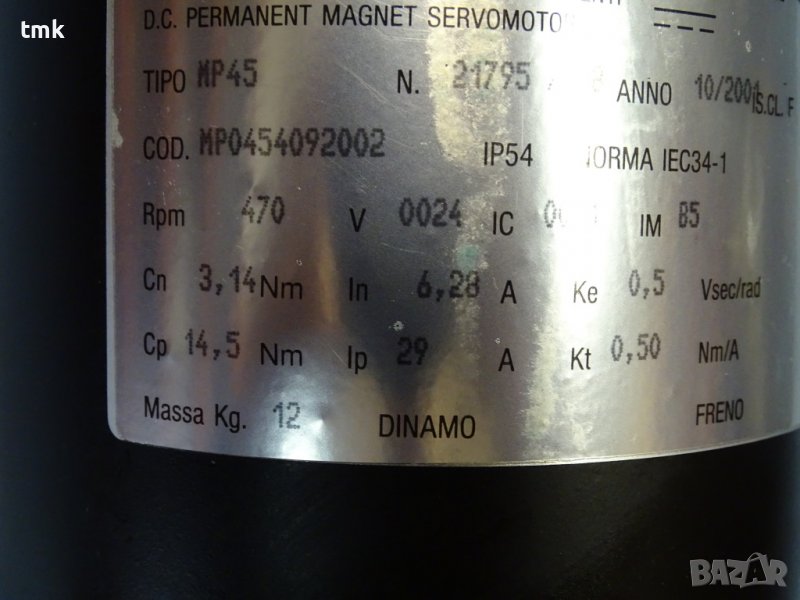 tmk
D.C. PERMANENT MAGNET SERVOMOTO
TIPO MP45 N. 21795 ANNO 10/2001 IS.CL. F
COD. MP0454092002 IP54 NORMA IEC34-1
Rpm 470 V 0024 IC IM B5
Cn 3,14 Nm In 6,28 A Ke 0,5 Vsec/rad
Cp 14,5 Nm Ip 29 A Kt 0,50 Nm/A
Massa Kg. 12 DINAMO FRENO
BAZAR